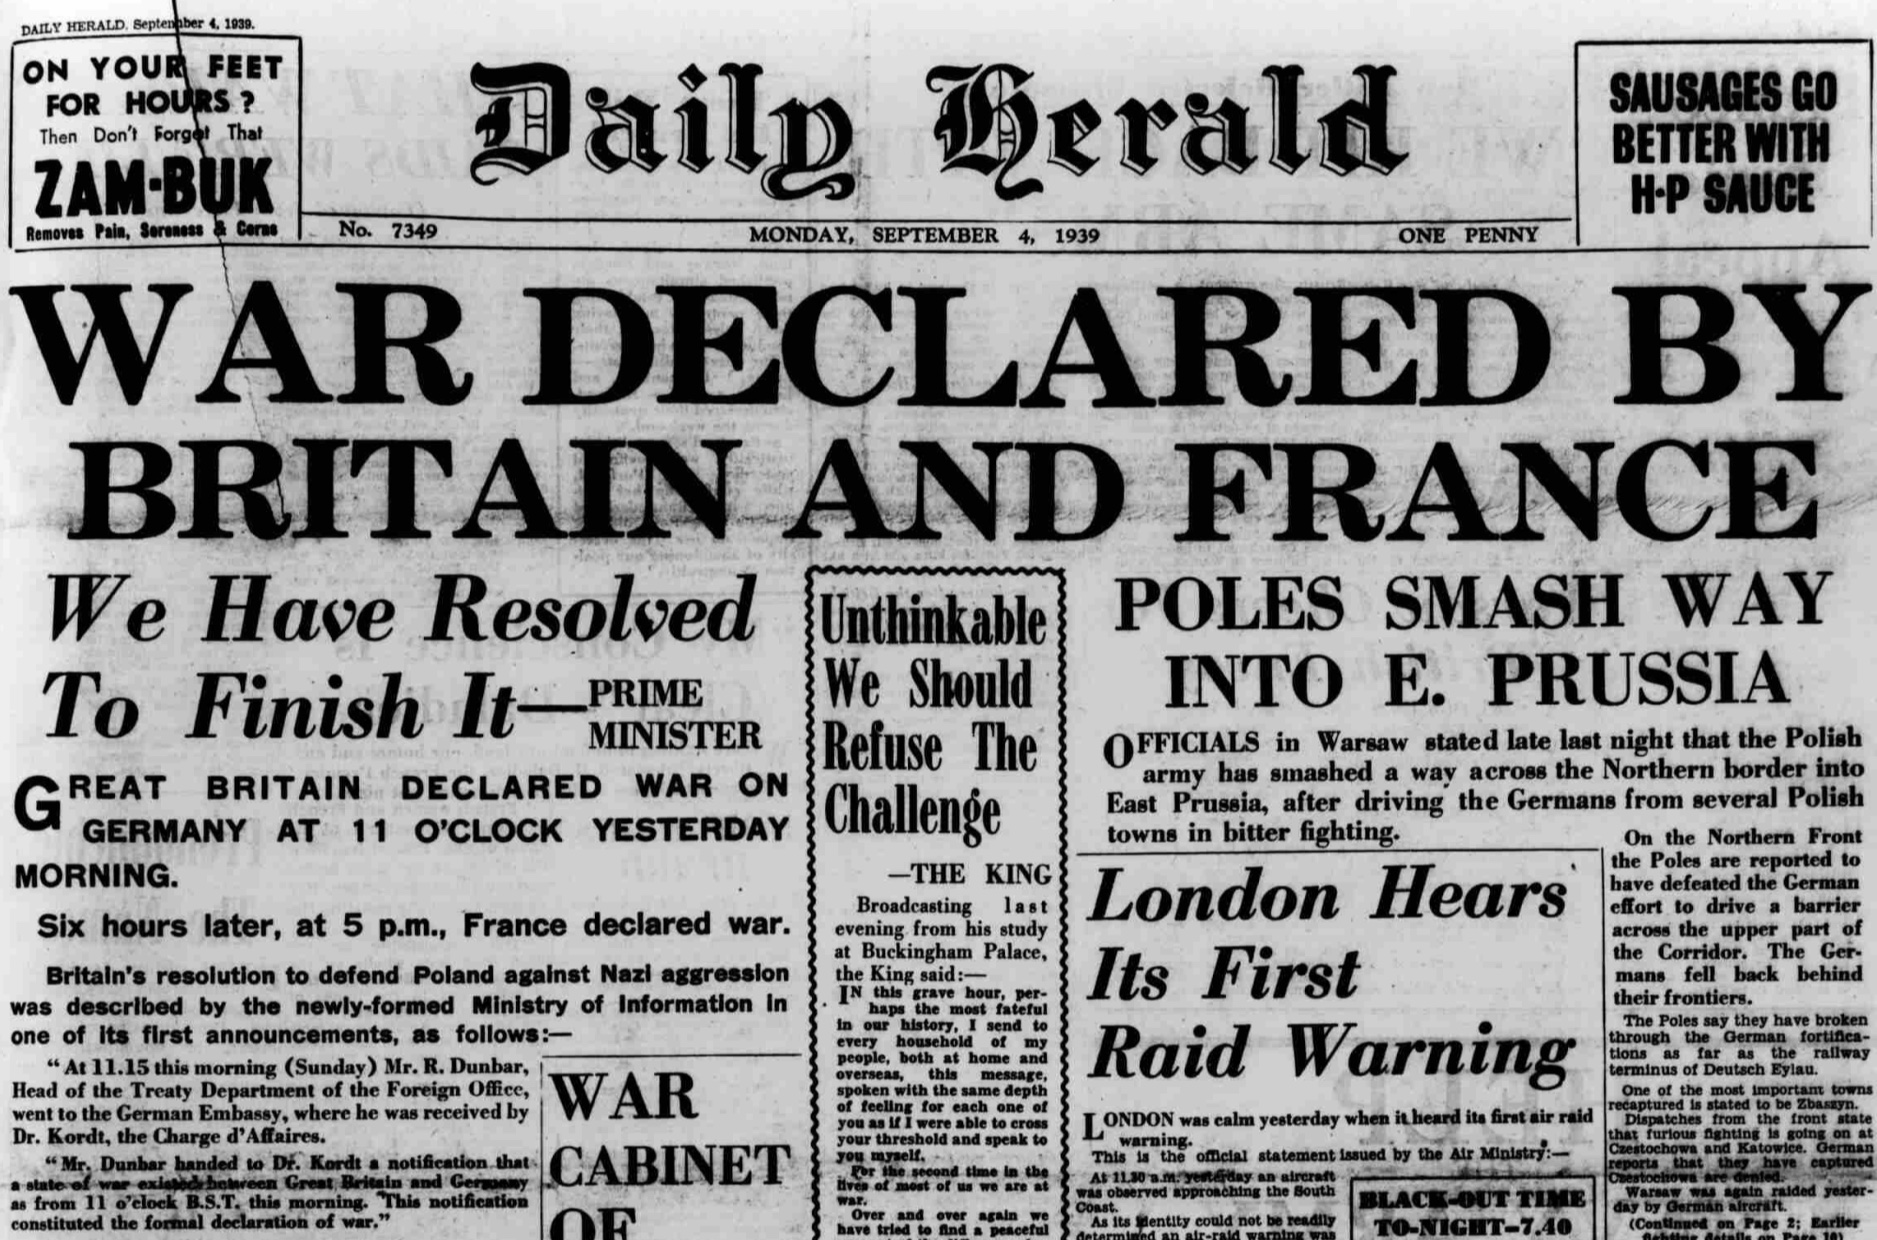 DAILY HERALD, September 4, 1939.
ON YOUR FEET
FOR HOURS?
Then Don't Forget That
ZAM-BUK
Removes Pain, Soreness & Corns
Daily Herald
SAUSAGES GO
BETTER WITH
H·P SAUCE
No. 7349
MONDAY, SEPTEMBER 4, 1939
ONE PENNY
WAR DECLARED BY
BRITAIN AND FRANCE
We Have Resolved
To Finish It—PRIME
MINISTER
GREAT BRITAIN DECLARED WAR ON
GERMANY AT 11 O'CLOCK YESTERDAY
MORNING.
Six hours later, at 5 p.m., France declared war.
Britain's resolution to defend Poland against Nazi aggression
was described by the newly-formed Ministry of Information in
one of its first announcements, as follows:—
"At 11.15 this morning (Sunday) Mr. R. Dunbar,
Head of the Treaty Department of the Foreign Office,
went to the German Embassy, where he was received by
Dr. Kordt, the Charge d'Affaires.
"Mr. Dunbar handed to Dr. Kordt a notification that
a state of war existed between Great Britain and Germany
as from 11 o'clock B.S.T. this morning. This notification
constituted the formal declaration of war."
WAR
CABINET
OF
Unthinkable
We Should
Refuse The
Challenge
—THE KING
Broadcasting last
evening from his study
at Buckingham Palace,
the King said:—
IN this grave hour, per-
haps the most fateful
in our history, I send to
every household of my
people, both at home and
overseas, this message,
spoken with the same depth
of feeling for each one of
you as if I were able to cross
your threshold and speak to
you myself.
For the second time in the
lives of most of us we are at
war.
Over and over again we
have tried to find a peaceful
POLES SMASH WAY
INTO E. PRUSSIA
OFFICIALS in Warsaw stated late last night that the Polish
army has smashed a way across the Northern border into
East Prussia, after driving the Germans from several Polish
towns in bitter fighting.
London Hears
Its First
Raid Warning
LONDON was calm yesterday when it heard its first air raid
warning.
This is the official statement issued by the Air Ministry:—
At 11.30 a.m. yesterday an aircraft
was observed approaching the South
Coast.
As its identity could not be readily
determined an air-raid warning was
BLACK-OUT TIME
TO-NIGHT—7.40
On the Northern Front
the Poles are reported to
have defeated the German
effort to drive a barrier
across the upper part of
the Corridor. The Ger-
mans fell back behind
their frontiers.
The Poles say they have broken
through the German fortifica-
tions as far as the railway
terminus of Deutsch Eylau.
One of the most important towns
recaptured is stated to be Zbaszyn.
Dispatches from the front state
that furious fighting is going on at
Czestochowa and Katowice. German
reports that they have captured
Czestochowa are denied.
Warsaw was again raided yester-
day by German aircraft.
(Continued on Page 2; Earlier
fighting details on Page 10)